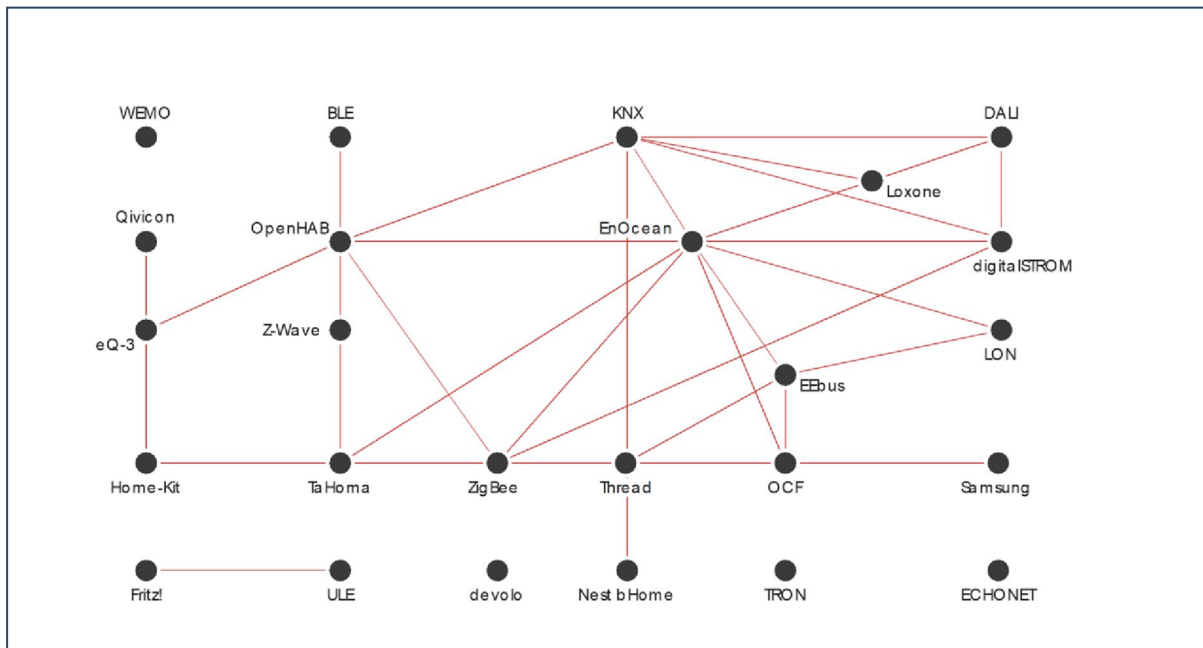 WEMO
BLE
KNX
DALI
Loxone
Qivicon
OpenHAB
EnOcean
digitalSTROM
eQ-3
Z-Wave
LON
EEbus
Home-Kit
TaHoma
ZigBee
Thread
OCF
Samsung
Fritz!
ULE
devolo
Nest bHome
TRON
ECHONET